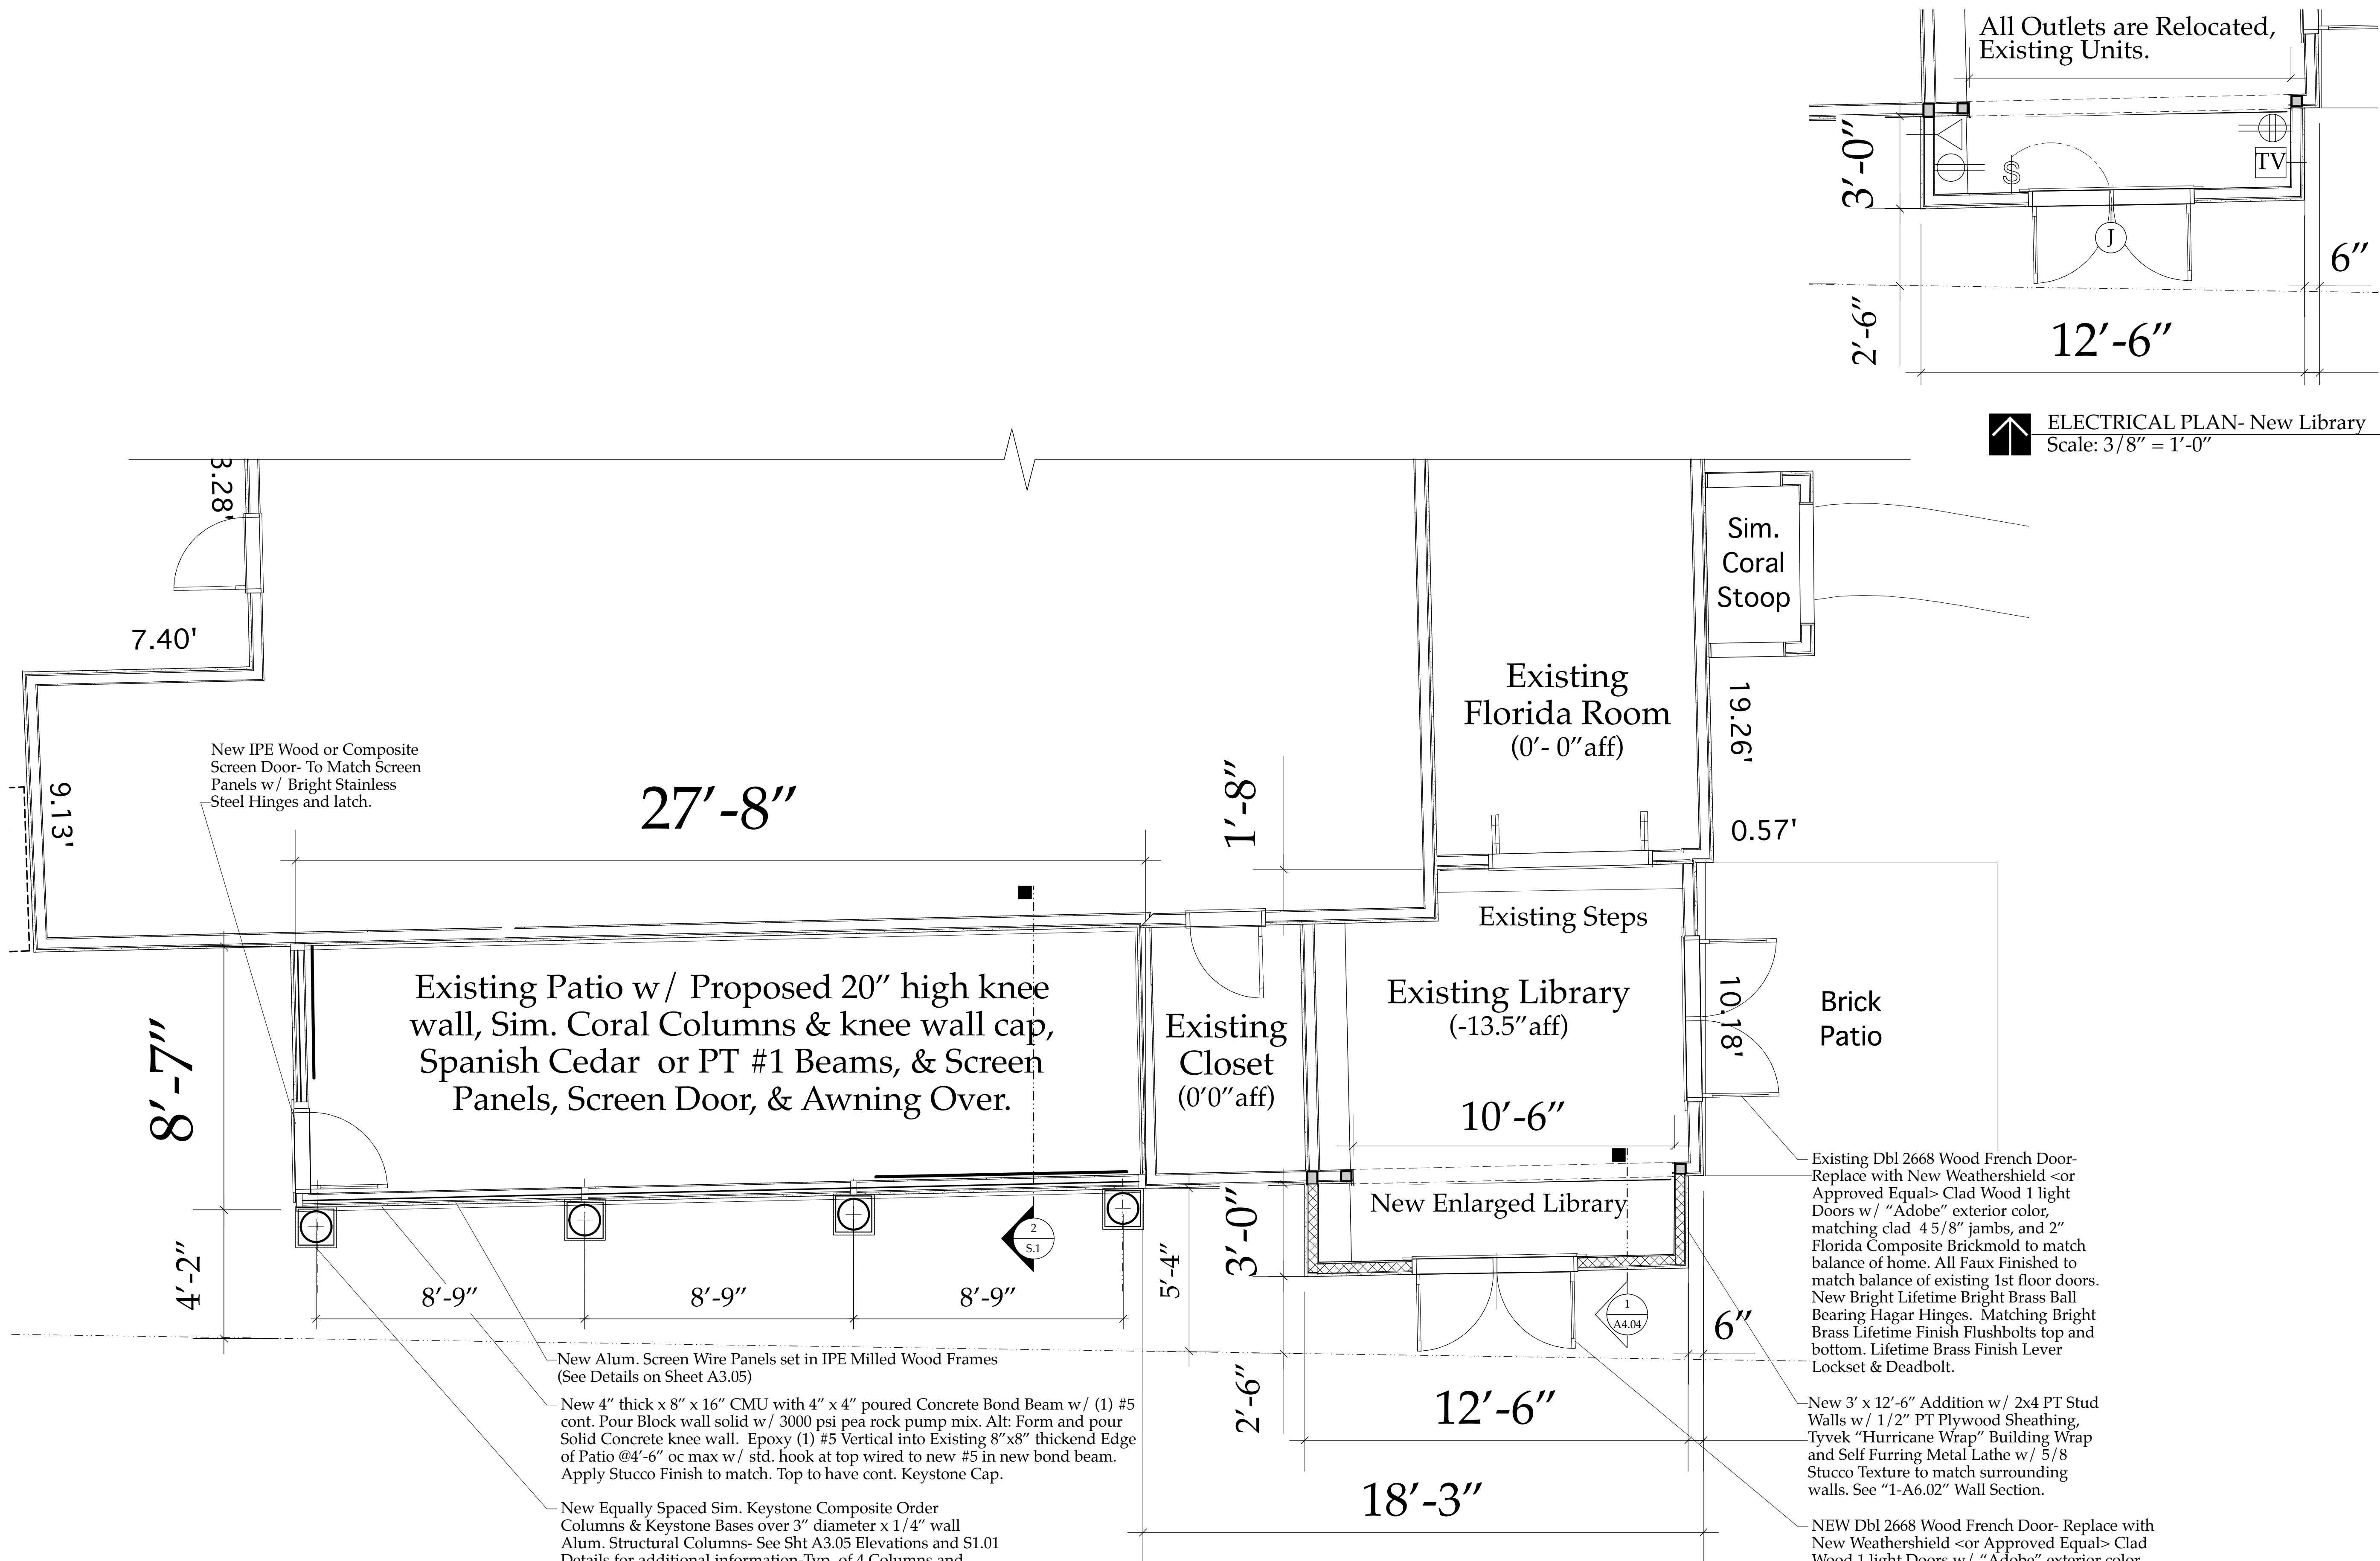 All Outlets are Relocated,
Existing Units.
3'-0"
S
TV
J
6"
2'-6"
12'-6"
ELECTRICAL PLAN- New Library
Scale: 3/8" = 1'-0"
3.28'
7.40'
9.13'
New IPE Wood or Composite
Screen Door- To Match Screen
Panels w/ Bright Stainless
Steel Hinges and latch.
27'-8"
1'-8"
Existing
Florida Room
(0'- 0"aff)
Sim.
Coral
Stoop
19.26'
0.57'
Existing Steps
Existing Library
(-13.5"aff)
10'-6"
10.18'
Brick
Patio
Existing Patio w/ Proposed 20" high knee
wall, Sim. Coral Columns & knee wall cap,
Spanish Cedar or PT #1 Beams, & Screen
Panels, Screen Door, & Awning Over.
Existing
Closet
(0'0"aff)
8'-7"
4'-2"
8'-9"
8'-9"
8'-9"
2
S.1
5'-4"
3'-0"
2'-6"
New Enlarged Library
1
A4.04
6"
12'-6"
18'-3"
New Alum. Screen Wire Panels set in IPE Milled Wood Frames
(See Details on Sheet A3.05)
New 4" thick x 8" x 16" CMU with 4" x 4" poured Concrete Bond Beam w/ (1) #5
cont. Pour Block wall solid w/ 3000 psi pea rock pump mix. Alt: Form and pour
Solid Concrete knee wall. Epoxy (1) #5 Vertical into Existing 8"x8" thickend Edge
of Patio @4'-6" oc max w/ std. hook at top wired to new #5 in new bond beam.
Apply Stucco Finish to match. Top to have cont. Keystone Cap.
New Equally Spaced Sim. Keystone Composite Order
Columns & Keystone Bases over 3" diameter x 1/4" wall
Alum. Structural Columns- See Sht A3.05 Elevations and S1.01
Details for additional information-Typ. of 4 Columns and
Existing Dbl 2668 Wood French Door-
Replace with New Weathershield <or
Approved Equal> Clad Wood 1 light
Doors w/ "Adobe" exterior color,
matching clad 4 5/8" jambs, and 2"
Florida Composite Brickmold to match
balance of home. All Faux Finished to
match balance of existing 1st floor doors.
New Bright Lifetime Bright Brass Ball
Bearing Hagar Hinges. Matching Bright
Brass Lifetime Finish Flushbolts top and
bottom. Lifetime Brass Finish Lever
Lockset & Deadbolt.
New 3' x 12'-6" Addition w/ 2x4 PT Stud
Walls w/ 1/2" PT Plywood Sheathing,
Tyvek "Hurricane Wrap" Building Wrap
and Self Furring Metal Lathe w/ 5/8
Stucco Texture to match surrounding
walls. See "1-A6.02" Wall Section.
NEW Dbl 2668 Wood French Door- Replace with
New Weathershield <or Approved Equal> Clad
Wood 1 light Doors w/ "Adobe" exterior color,